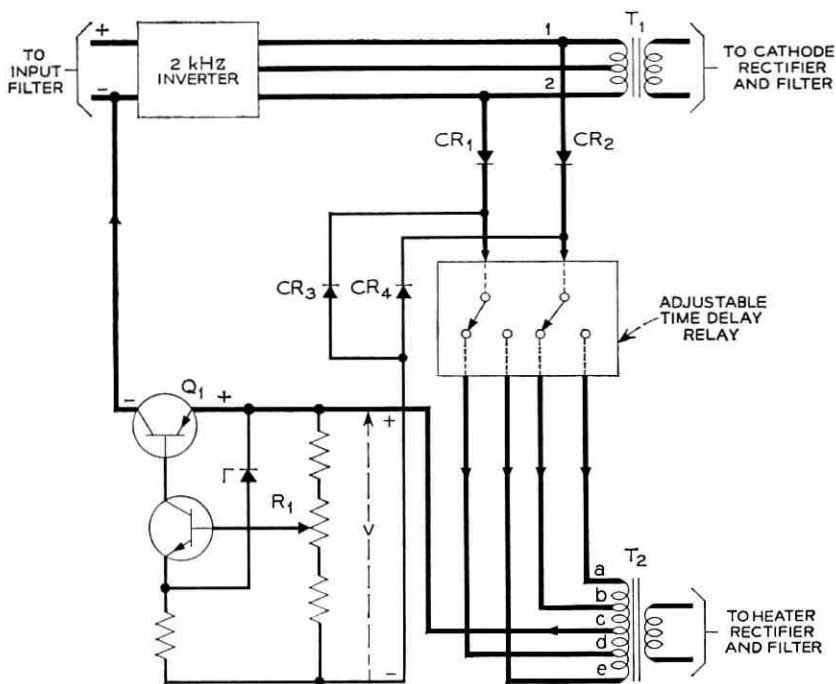 +
-
TO
INPUT
FILTER
2 kHz
INVERTER
1
2
T1
TO CATHODE
RECTIFIER
AND FILTER
CR1
CR2
CR3
CR4
ADJUSTABLE
TIME DELAY
RELAY
-
Q1
+
+
R1
V
-
T2
a
b
c
d
e
TO HEATER
RECTIFIER
AND FILTER